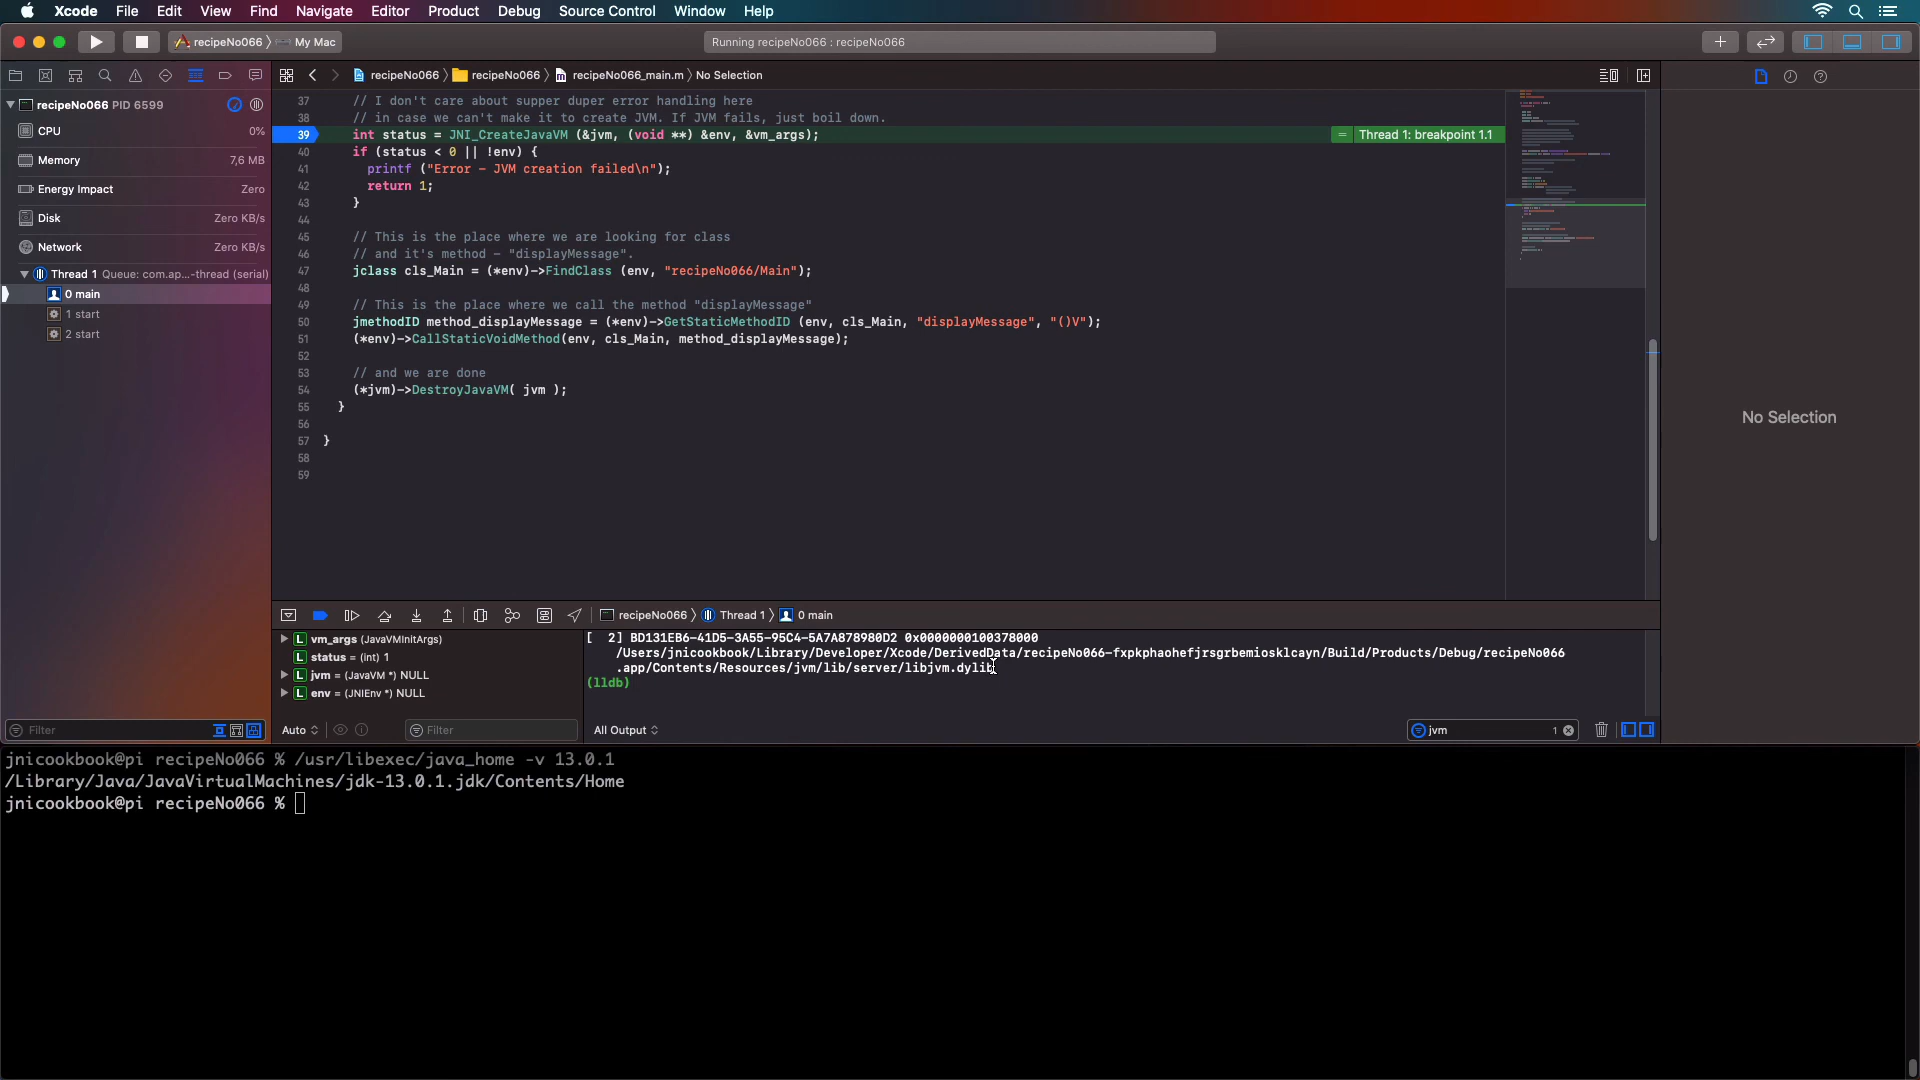 Xcode File Edit View Find Navigate Editor Product Debug Source Control Window Help
recipeNo066 〉 My Mac
Running recipeNo066 : recipeNo066
recipeNo066 〉 recipeNo066 〉 recipeNo066_main.m 〉 No Selection
recipeNo066 PID 6599
CPU 0%
Memory 7,6 MB
Energy Impact Zero
Disk Zero KB/s
Network Zero KB/s
Thread 1 Queue: com.ap...-thread (serial)
0 main
1 start
2 start
Filter
37 // I don't care about supper duper error handling here
38 // in case we can't make it to create JVM. If JVM fails, just boil down.
39 int status = JNI_CreateJavaVM (&jvm, (void **) &env, &vm_args); = Thread 1: breakpoint 1.1
40 if (status < 0 || !env) {
41 printf ("Error - JVM creation failed\n");
42 return 1;
43 }
44
45 // This is the place where we are looking for class
46 // and it's method - "displayMessage".
47 jclass cls_Main = (*env)->FindClass (env, "recipeNo066/Main");
48
49 // This is the place where we call the method "displayMessage"
50 jmethodID method_displayMessage = (*env)->GetStaticMethodID (env, cls_Main, "displayMessage", "()V");
51 (*env)->CallStaticVoidMethod(env, cls_Main, method_displayMessage);
52
53 // and we are done
54 (*jvm)->DestroyJavaVM( jvm );
55 }
56
57 }
58
59
No Selection
recipeNo066 〉 Thread 1 〉 0 main
L vm_args (JavaVMInitArgs)
L status = (int) 1
L jvm = (JavaVM *) NULL
L env = (JNIEnv *) NULL
Auto Filter
[ 2] BD131EB6-41D5-3A55-95C4-5A7A878980D2 0x0000000100378000
/Users/jnicookbook/Library/Developer/Xcode/DerivedData/recipeNo066-fxpkphaohefjrsgrbemiosklcayn/Build/Products/Debug/recipeNo066
.app/Contents/Resources/jvm/lib/server/libjvm.dylib
(lldb)
All Output jvm 1
jnicookbook@pi recipeNo066 % /usr/libexec/java_home -v 13.0.1
/Library/Java/JavaVirtualMachines/jdk-13.0.1.jdk/Contents/Home
jnicookbook@pi recipeNo066 %